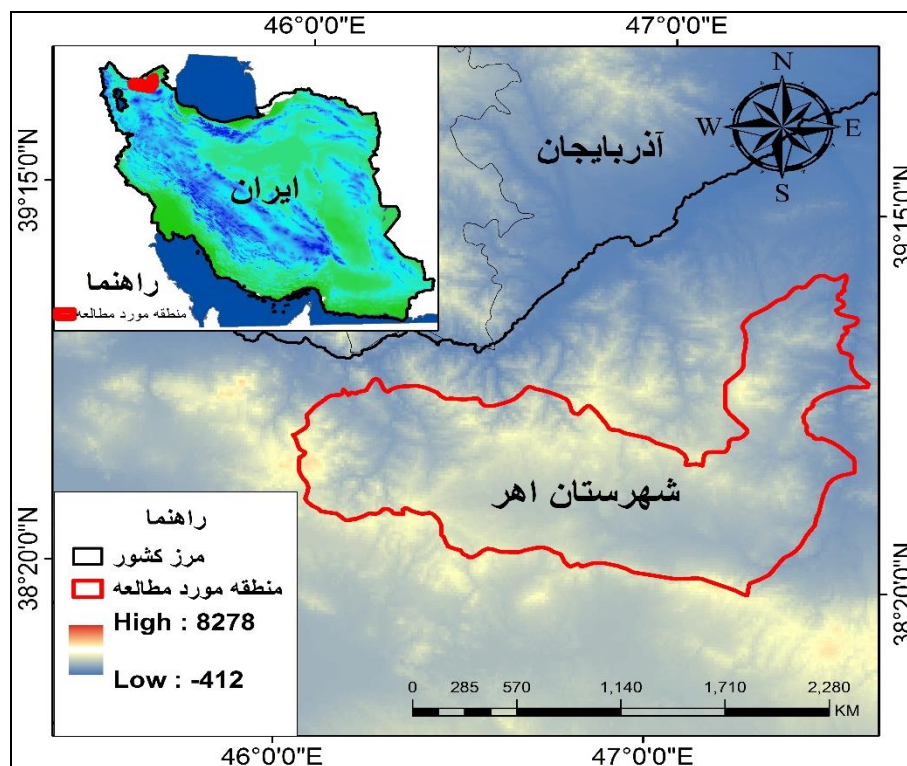 46°0'0"E 47°0'0"E
39°15'0"N
ایران
راهنما
منطقه مورد مطالعه
آذربایجان
N
W E
S
39°15'0"N
شهرستان اهر
راهنما
مرز کشور
منطقه مورد مطالعه
High : 8278
Low : -412
38°20'0"N
38°20'0"N
0 285 570 1,140 1,710 2,280
KM
46°0'0"E 47°0'0"E